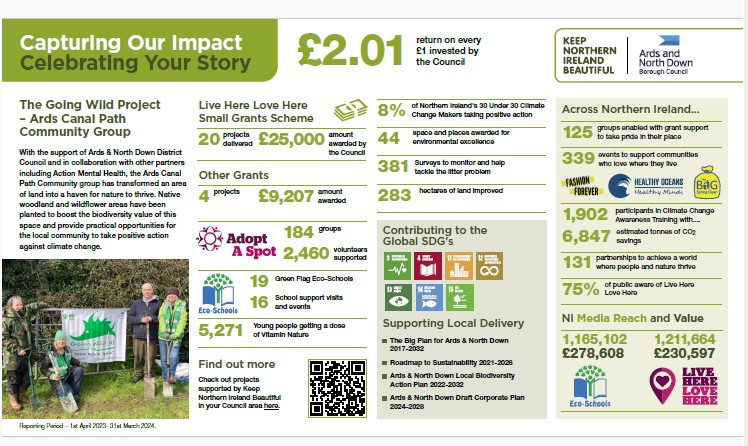 Capturing Our Impact
Celebrating Your Story
£2.01
return on every
£1 invested by
the Council
KEEP
NORTHERN
IRELAND
BEAUTIFUL
Ards and
North Down
Borough Council
The Going Wild Project
– Ards Canal Path
Community Group
With the support of Ards & North Down District
Council and in collaboration with other partners
including Action Mental Health, the Ards Canal
Path Community group has transformed an area
of land into a haven for nature to thrive. Native
woodland and wildflower areas have been
planted to boost the biodiversity value of this
space and provide practical opportunities for
the local community to take positive action
against climate change.
Reporting Period – 1st April 2023- 31st March 2024.
Live Here Love Here
Small Grants Scheme
20 projects delivered
£25,000 amount awarded by the Council
Other Grants
4 projects
£9,207 amount awarded
Adopt
A Spot
184 groups
2,460 volunteers supported
Eco-Schools
19 Green Flag Eco-Schools
16 School support visits and events
5,271 Young people getting a dose of Vitamin Nature
Find out more
Check out projects
supported by Keep
Northern Ireland Beautiful
in your Council area here.
8% of Northern Ireland's 30 Under 30 Climate Change Makers taking positive action
44 space and places awarded for environmental excellence
381 Surveys to monitor and help tackle the litter problem
283 hectares of land improved
Contributing to the
Global SDG's
Supporting Local Delivery
The Big Plan for Ards & North Down
2017-2032
Roadmap to Sustainability 2021-2028
Ards & North Down Local Biodiversity
Action Plan 2022-2032
Ards & North Down Draft Corporate Plan
2024-2028
Across Northern Ireland...
125 groups enabled with grant support to take pride in their place
339 events to support communities who love where they live
FASHION
FOREVER
HEALTHY OCEANS
Healthy Minds
The
BIG
Spring Clean
1,902 participants in Climate Change Awareness Training with...
6,847 estimated tonnes of CO2 savings
131 partnerships to achieve a world where people and nature thrive
75% of public aware of Live Here Love Here
NI Media Reach and Value
1,165,102
£278,608
1,211,664
£230,597
Eco-Schools
LIVE
HERE
LOVE
HERE